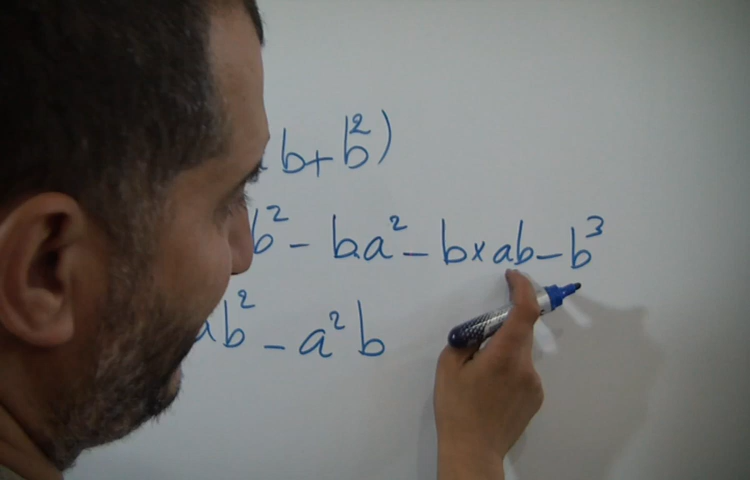 b+b²)
b² - ba² - b×ab - b³
ab² - a²b